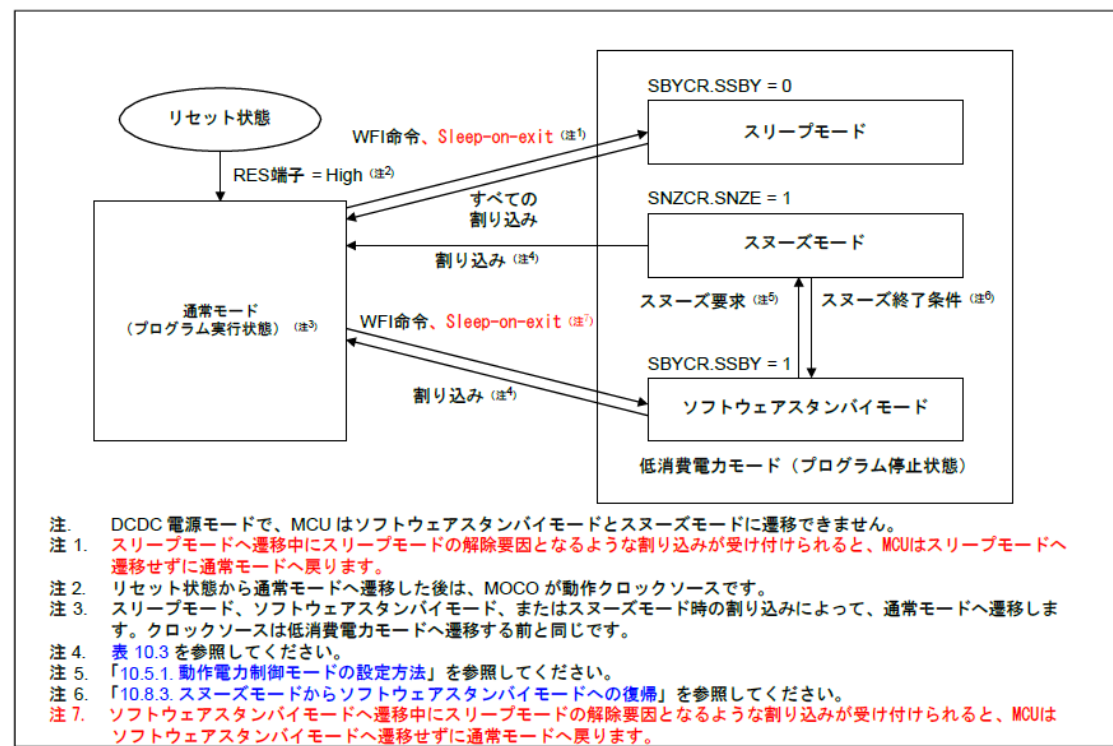 SBYCR.SSBY = 0
リセット状態
スリープモード
WFI命令、Sleep-on-exit (注1)
RES端子 = High (注2)
すべての
割り込み
SNZCR.SNZE = 1
スヌーズモード
割り込み (注4)
通常モード
(プログラム実行状態) (注3)
スヌーズ要求 (注5)
スヌーズ終了条件 (注6)
WFI命令、Sleep-on-exit (注7)
SBYCR.SSBY = 1
割り込み (注4)
ソフトウェアスタンバイモード
低消費電力モード(プログラム停止状態)
注. DCDC 電源モードで、MCU はソフトウェアスタンバイモードとスヌーズモードに遷移できません。
注 1. スリープモードへ遷移中にスリープモードの解除要因となるような割り込みが受け付けられると、MCUはスリープモードへ
遷移せずに通常モードへ戻ります。
注 2. リセット状態から通常モードへ遷移した後は、MOCO が動作クロックソースです。
注 3. スリープモード、ソフトウェアスタンバイモード、またはスヌーズモード時の割り込みによって、通常モードへ遷移しま
す。クロックソースは低消費電力モードへ遷移する前と同じです。
注 4. 表 10.3 を参照してください。
注 5. 「10.5.1. 動作電力制御モードの設定方法」を参照してください。
注 6. 「10.8.3. スヌーズモードからソフトウェアスタンバイモードへの復帰」を参照してください。
注 7. ソフトウェアスタンバイモードへ遷移中にスリープモードの解除要因となるような割り込みが受け付けられると、MCUは
ソフトウェアスタンバイモードへ遷移せずに通常モードへ戻ります。